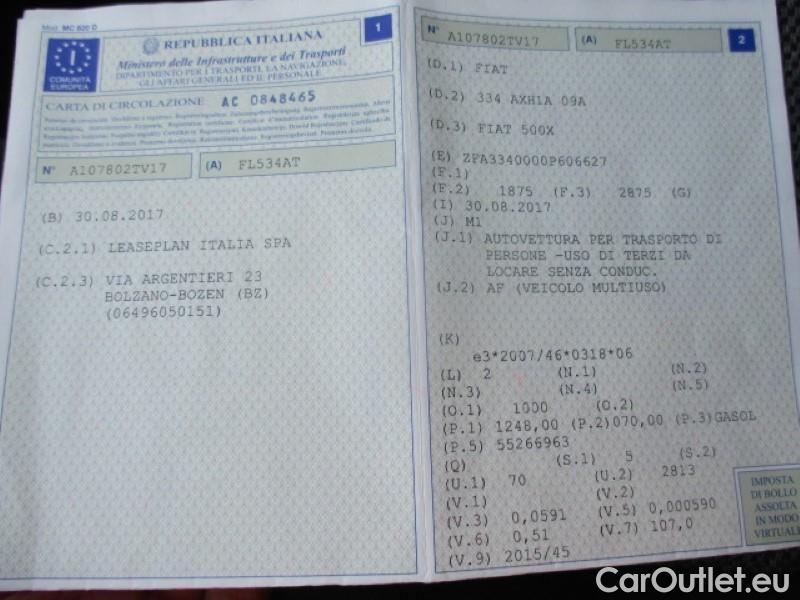 Mod. MC 820 D
1
REPUBBLICA ITALIANA
Ministero delle Infrastrutture e dei Trasporti
DIPARTIMENTO PER I TRASPORTI, LA NAVIGAZIONE,
GLI AFFARI GENERALI ED IL PERSONALE
I
COMUNITÀ
EUROPEA
CARTA DI CIRCOLAZIONE AC 0848465
N° A107802TV17 (A) FL534AT
(B) 30.08.2017
(C.2.1) LEASEPLAN ITALIA SPA
(C.2.3) VIA ARGENTIERI 23
BOLZANO-BOZEN (BZ)
(06496050151)
N° A107802TV17 (A) FL534AT 2
(D.1) FIAT
(D.2) 334 AXH1A 09A
(D.3) FIAT 500X
(E) ZFA3340000P606627
(F.1)
(F.2) 1875 (F.3) 2875 (G)
(I) 30.08.2017
(J) M1
(J.1) AUTOVETTURA PER TRASPORTO DI
PERSONE -USO DI TERZI DA
LOCARE SENZA CONDUC.
(J.2) AF (VEICOLO MULTIUSO)
(K)
e3*2007/46*0318*06
(L) 2 (N.1) (N.2)
(N.3) (N.4) (N.5)
(O.1) 1000 (O.2)
(P.1) 1248,00 (P.2)070,00 (P.3)GASOL
(P.5) 55266963
(Q) (S.1) 5 (S.2)
(U.1) 70 (U.2) 2813
(V.1) (V.2)
(V.3) 0,0591 (V.5) 0,000590
(V.6) 0,51 (V.7) 107,0
(V.9) 2015/45
IMPOSTA
DI BOLLO
ASSOLTA
IN MODO
VIRTUALE
CarOutlet.eu